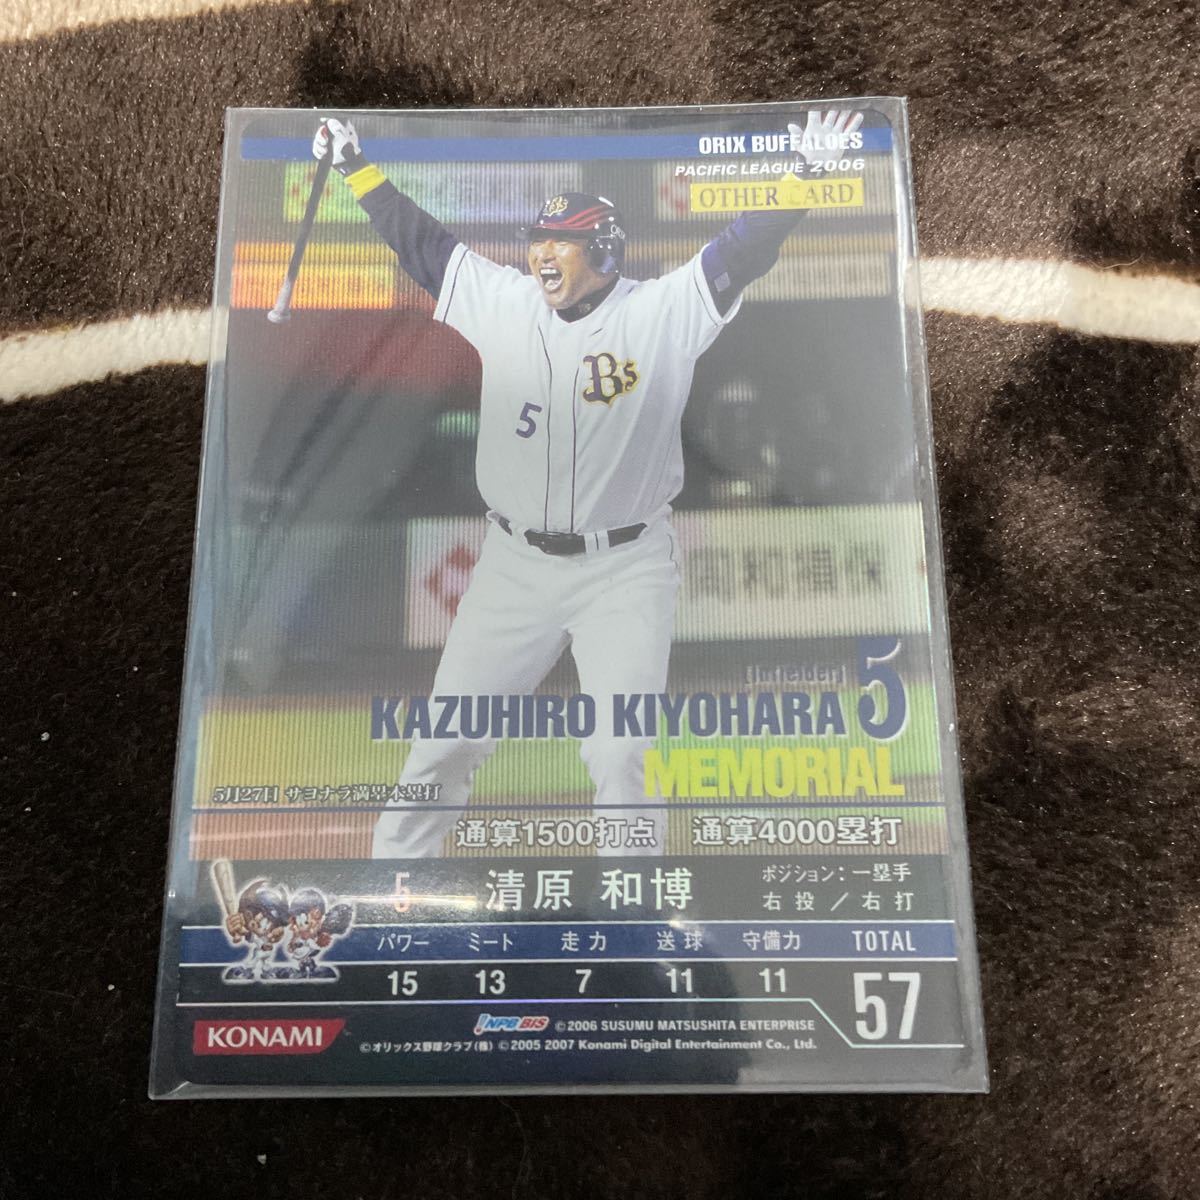 ORIX BUFFALOES
PACIFIC LEAGUE 2006
OTHER CARD
Bs
Bs
5
[Infielder]
KAZUHIRO KIYOHARA 5
MEMORIAL
5月27日 サヨナラ満塁本塁打
通算1500打点 通算4000塁打
5 清原 和博
ポジション:一塁手
右投/右打
パワー ミート 走力 送球 守備力 TOTAL
15 13 7 11 11 57
KONAMI
NPB BIS ©2006 SUSUMU MATSUSHITA ENTERPRISE
©オリックス野球クラブ(株) ©2005 2007 Konami Digital Entertainment Co., Ltd.